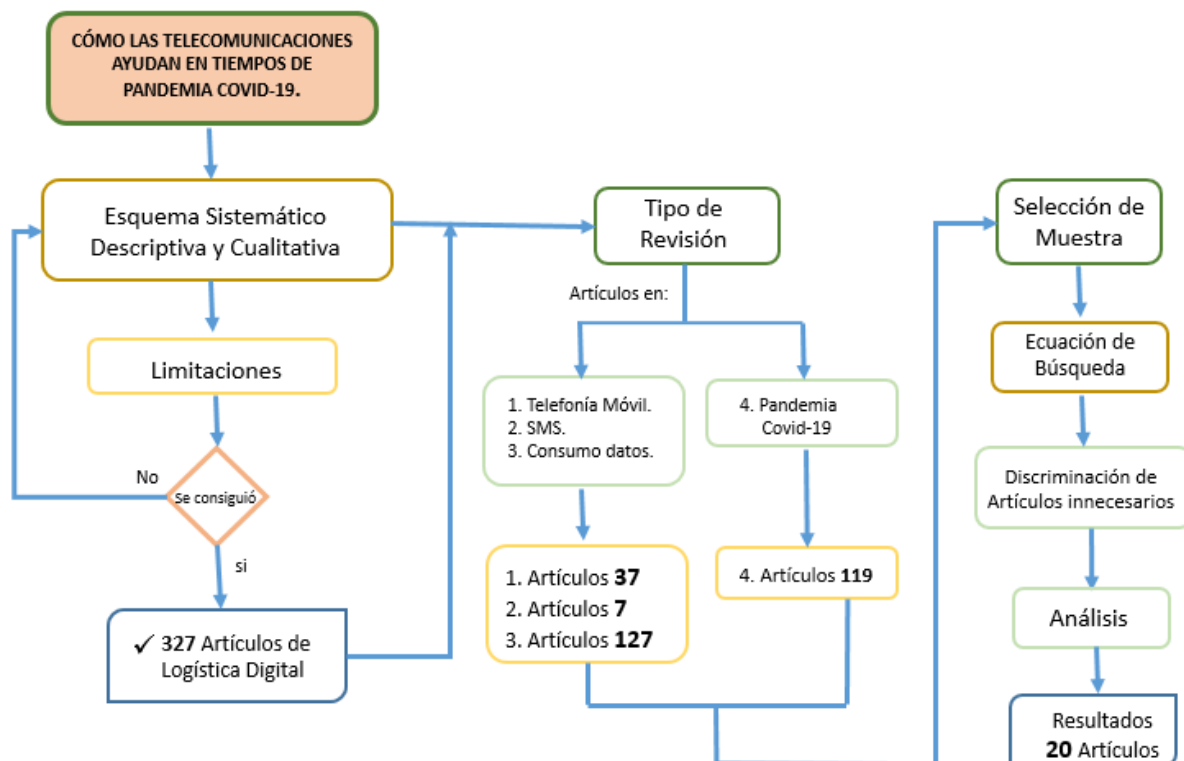 CÓMO LAS TELECOMUNICACIONES
AYUDAN EN TIEMPOS DE
PANDEMIA COVID-19.
Esquema Sistemático
Descriptiva y Cualitativa
Limitaciones
No
Se consiguió
si
✓ 327 Artículos de
Logística Digital
Tipo de
Revisión
Artículos en:
1. Telefonía Móvil.
2. SMS.
3. Consumo datos.
4. Pandemia
Covid-19
1. Artículos 37
2. Artículos 7
3. Artículos 127
4. Artículos 119
Selección de
Muestra
Ecuación de
Búsqueda
Discriminación de
Artículos innecesarios
Análisis
Resultados
20 Artículos